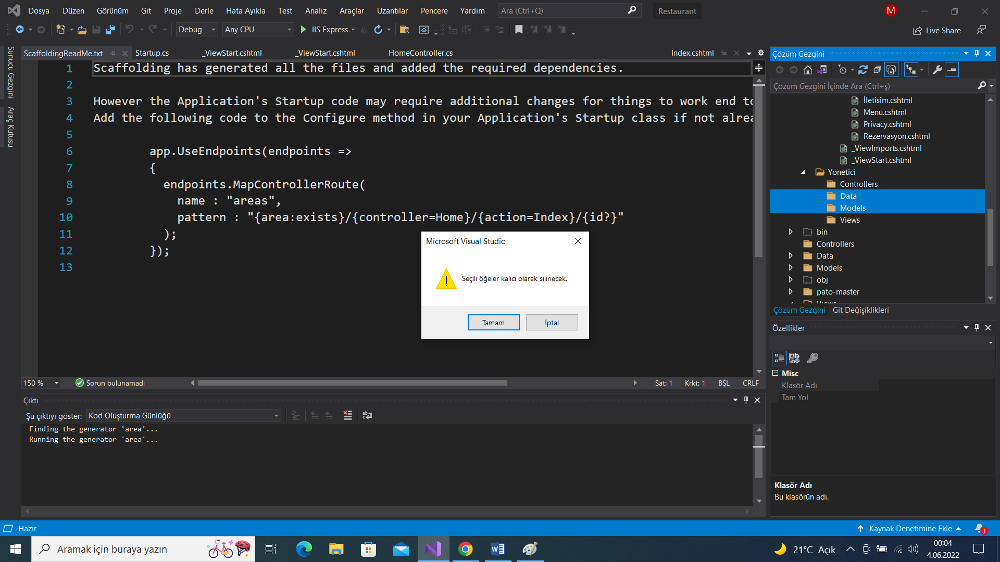 Dosya Düzen Görünüm Git Proje Derle Hata Ayıkla Test Analiz Araçlar Uzantılar Pencere Yardım Ara (Ctrl+Q) Restaurant M
Debug Any CPU IIS Express Live Share
Sunucu Gezgini
Araç Kutusu
ScaffoldingReadMe.txt Startup.cs _ViewStart.cshtml _ViewStart.cshtml HomeController.cs Index.cshtml
1 Scaffolding has generated all the files and added the required dependencies.
2
3 However the Application's Startup code may require additional changes for things to work end to
4 Add the following code to the Configure method in your Application's Startup class if not alrea
5
6 app.UseEndpoints(endpoints =>
7 {
8 endpoints.MapControllerRoute(
9 name : "areas",
10 pattern : "{area:exists}/{controller=Home}/{action=Index}/{id?}"
11 );
12 });
13
Microsoft Visual Studio
Seçili öğeler kalıcı olarak silinecek.
Tamam İptal
150 % Sorun bulunamadı Sat: 1 Krkt: 1 BŞL CRLF
Çıktı
Şu çıktıyı göster: Kod Oluşturma Günlüğü
Finding the generator 'area'...
Running the generator 'area'...
Çözüm Gezgini
Çözüm Gezgini İçinde Ara (Ctrl+ş)
İletisim.cshtml
Menu.cshtml
Privacy.cshtml
Rezervasyon.cshtml
_ViewImports.cshtml
_ViewStart.cshtml
Yonetici
Controllers
Data
Models
Views
bin
Controllers
Data
Models
obj
pato-master
Views
Çözüm Gezgini Git Değişiklikleri
Özellikler
Misc
Klasör Adı
Tam Yol
Klasör Adı
Bu klasörün adı.
Hazır Kaynak Denetimine Ekle 3
Aramak için buraya yazın 21°C Açık 00:04
4.06.2022